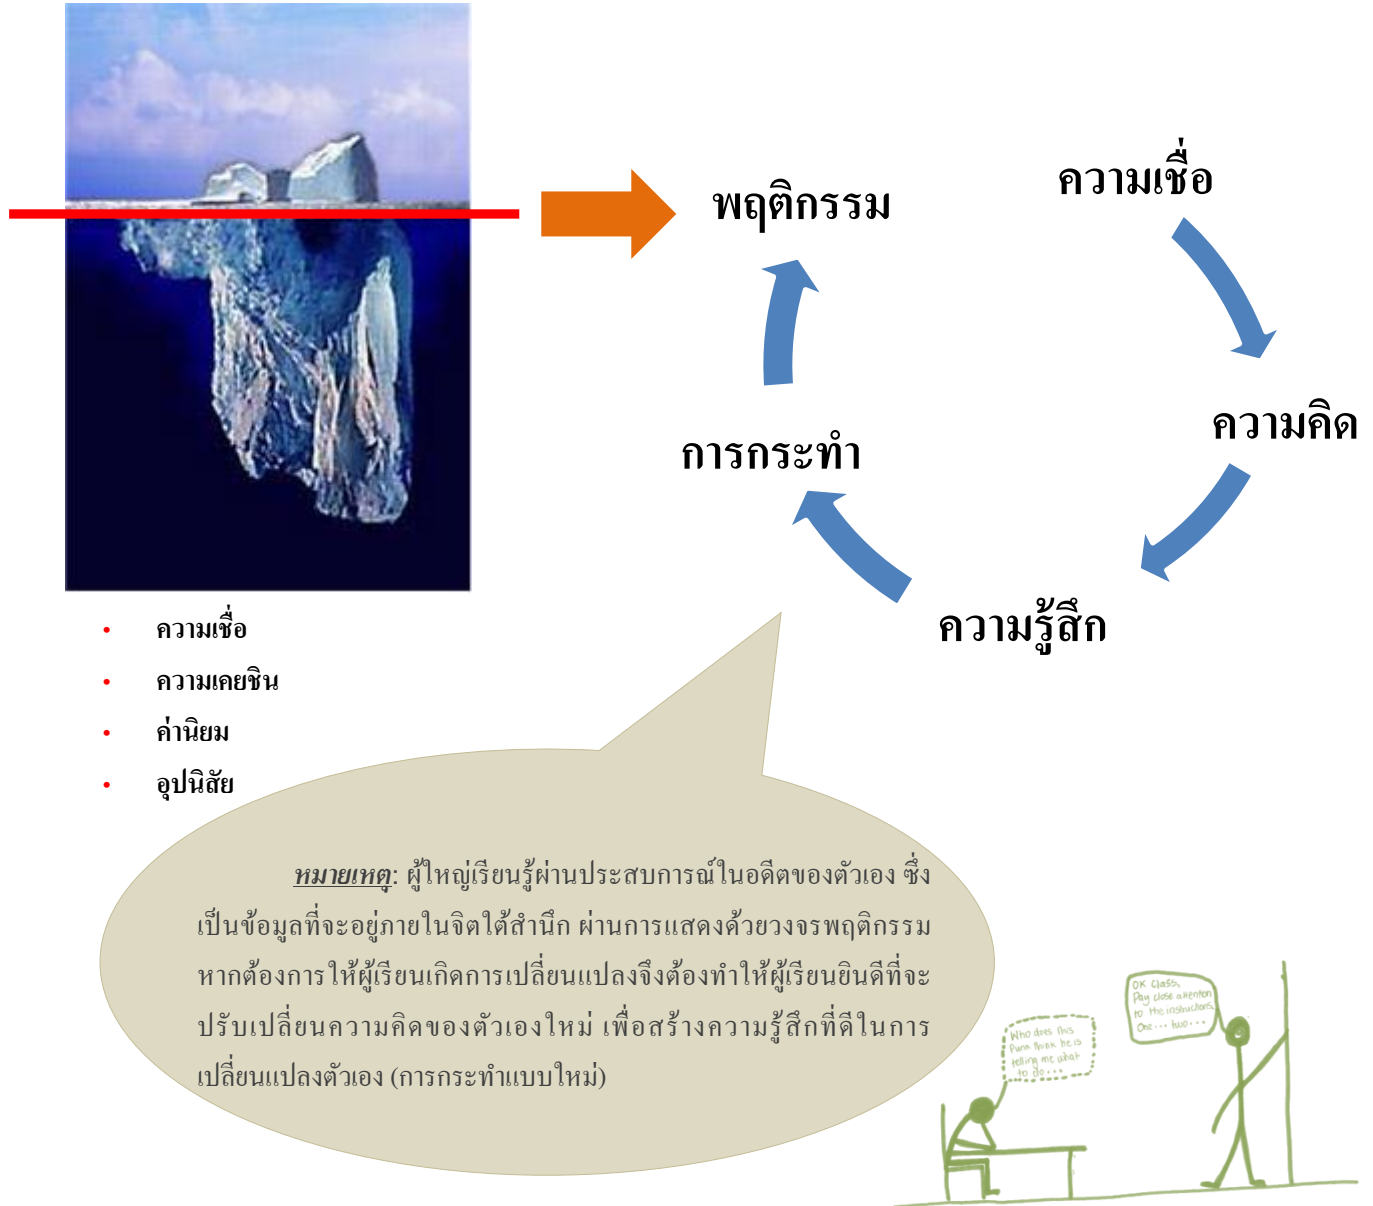 ความเชื่อ
พฤติกรรม
ความคิด
การกระทำ
ความรู้สึก
• ความเชื่อ
• ความเคยชิน
• ค่านิยม
• อุปนิสัย
หมายเหตุ: ผู้ใหญ่เรียนรู้ผ่านประสบการณ์ในอดีตของตัวเอง ซึ่ง
เป็นข้อมูลที่จะอยู่ภายในจิตใต้สำนึก ผ่านการแสดงด้วยวงจรพฤติกรรม
หากต้องการให้ผู้เรียนเกิดการเปลี่ยนแปลงจึงต้องทำให้ผู้เรียนยินดีที่จะ
ปรับเปลี่ยนความคิดของตัวเองใหม่ เพื่อสร้างความรู้สึกที่ดีในการ
เปลี่ยนแปลงตัวเอง (การกระทำแบบใหม่)
OK Class,
Pay close attention
to the instructions,
One... two...
Who does this
Punk think he is
telling me what
to do...